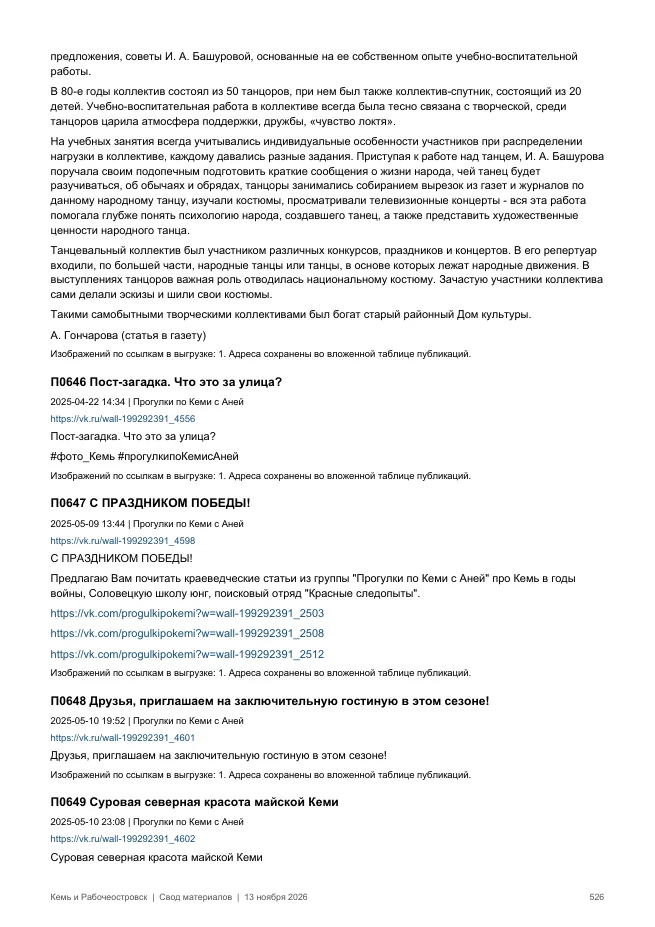 предложения, советы И. А. Башуровой, основанные на ее собственном опыте учебно-воспитательной
работы.
В 80-е годы коллектив состоял из 50 танцоров, при нем был также коллектив-спутник, состоящий из 20
детей. Учебно-воспитательная работа в коллективе всегда была тесно связана с творческой, среди
танцоров царила атмосфера поддержки, дружбы, «чувство локтя».
На учебных занятия всегда учитывались индивидуальные особенности участников при распределении
нагрузки в коллективе, каждому давались разные задания. Приступая к работе над танцем, И. А. Башурова
поручала своим подопечным подготовить краткие сообщения о жизни народа, чей танец будет
разучиваться, об обычаях и обрядах, танцоры занимались собиранием вырезок из газет и журналов по
данному народному танцу, изучали костюмы, просматривали телевизионные концерты - вся эта работа
помогала глубже понять психологию народа, создавшего танец, а также представить художественные
ценности народного танца.
Танцевальный коллектив был участником различных конкурсов, праздников и концертов. В его репертуар
входили, по большей части, народные танцы или танцы, в основе которых лежат народные движения. В
выступлениях танцоров важная роль отводилась национальному костюму. Зачастую участники коллектива
сами делали эскизы и шили свои костюмы.
Такими самобытными творческими коллективами был богат старый районный Дом культуры.
А. Гончарова (статья в газету)
Изображений по ссылкам в выгрузке: 1. Адреса сохранены во вложенной таблице публикаций.
П0646 Пост-загадка. Что это за улица?
2025-04-22 14:34 | Прогулки по Кеми с Аней
https://vk.ru/wall-199292391_4556
Пост-загадка. Что это за улица?
#фото_Кемь #прогулкипоКемисАней
Изображений по ссылкам в выгрузке: 1. Адреса сохранены во вложенной таблице публикаций.
П0647 С ПРАЗДНИКОМ ПОБЕДЫ!
2025-05-09 13:44 | Прогулки по Кеми с Аней
https://vk.ru/wall-199292391_4598
С ПРАЗДНИКОМ ПОБЕДЫ!
Предлагаю Вам почитать краеведческие статьи из группы "Прогулки по Кеми с Аней" про Кемь в годы
войны, Соловецкую школу юнг, поисковый отряд "Красные следопыты".
https://vk.com/progulkipokemi?w=wall-199292391_2503
https://vk.com/progulkipokemi?w=wall-199292391_2508
https://vk.com/progulkipokemi?w=wall-199292391_2512
Изображений по ссылкам в выгрузке: 1. Адреса сохранены во вложенной таблице публикаций.
П0648 Друзья, приглашаем на заключительную гостиную в этом сезоне!
2025-05-10 19:52 | Прогулки по Кеми с Аней
https://vk.ru/wall-199292391_4601
Друзья, приглашаем на заключительную гостиную в этом сезоне!
Изображений по ссылкам в выгрузке: 1. Адреса сохранены во вложенной таблице публикаций.
П0649 Суровая северная красота майской Кеми
2025-05-10 23:08 | Прогулки по Кеми с Аней
https://vk.ru/wall-199292391_4602
Суровая северная красота майской Кеми
Кемь и Рабочеостровск | Свод материалов | 13 ноября 2026 526